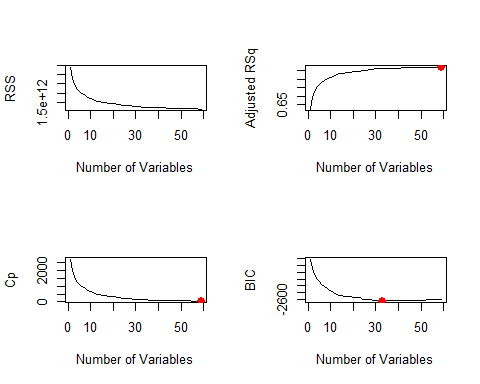 RSS
1.5e+12
0 10 30 50
Number of Variables
Adjusted RSq
0.65
0 10 30 50
Number of Variables
Cp
0 2000
0 10 30 50
Number of Variables
BIC
-2600
0 10 30 50
Number of Variables